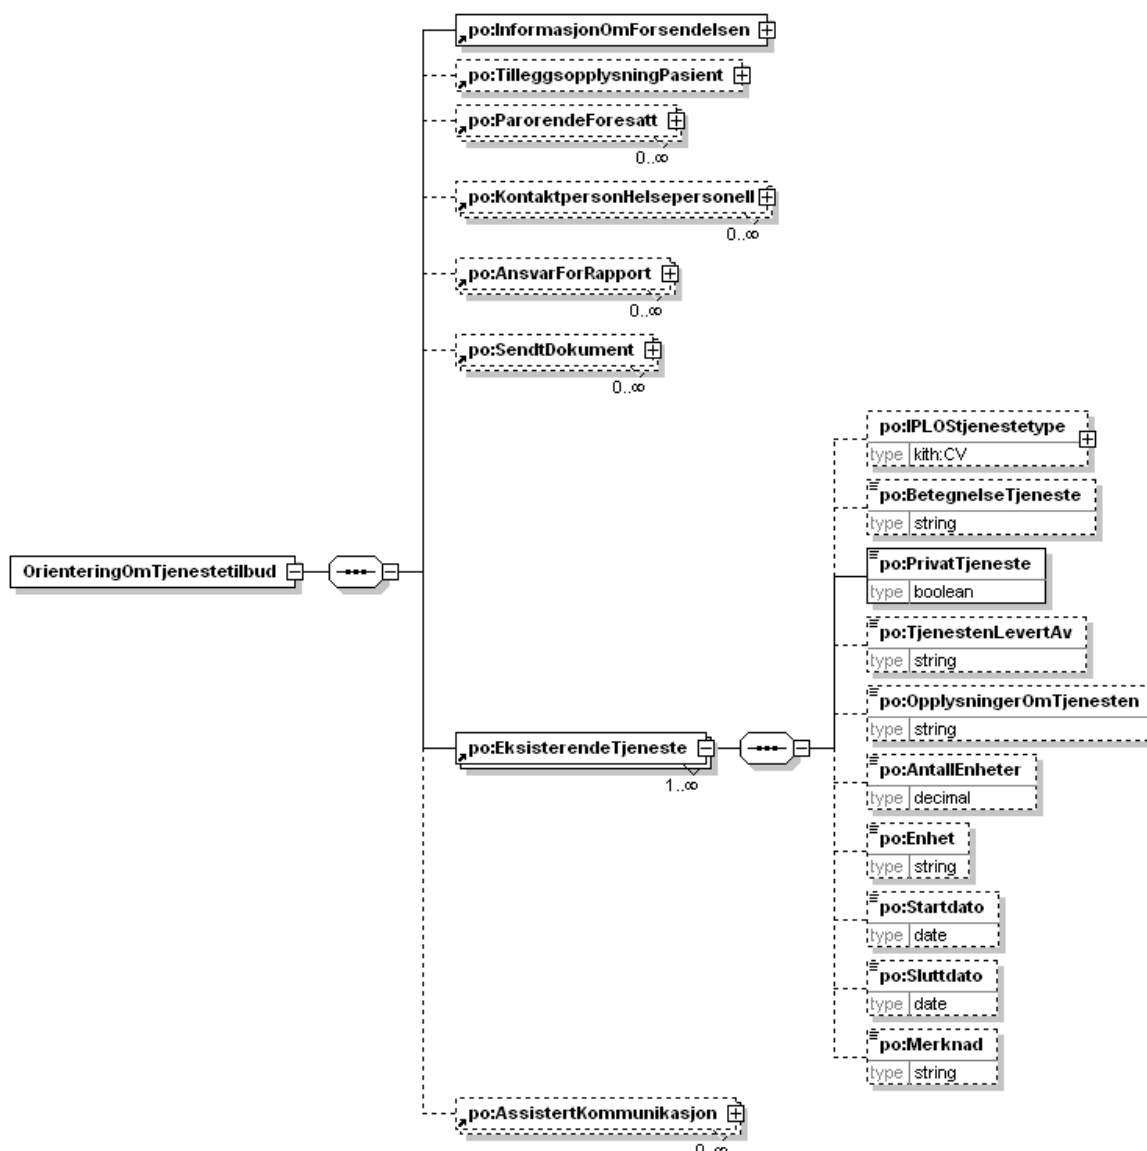 po:InformasjonOmForsendelsen
po:TilleggsopplysningPasient
po:ParorendeForesatt
0..∞
po:KontaktpersonHelsepersonell
0..∞
po:AnsvarForRapport
0..∞
po:SendtDokument
0..∞
OrienteringOmTjenestetilbud
po:EksisterendeTjeneste
1..∞
po:IPLOStjenestetype
type kith:CV
po:BetegnelseTjeneste
type string
po:PrivatTjeneste
type boolean
po:TjenestenLevertAv
type string
po:OpplysningerOmTjenesten
type string
po:AntallEnheter
type decimal
po:Enhet
type string
po:Startdato
type date
po:Sluttdato
type date
po:Merknad
type string
po:AssistertKommunikasjon
0..∞